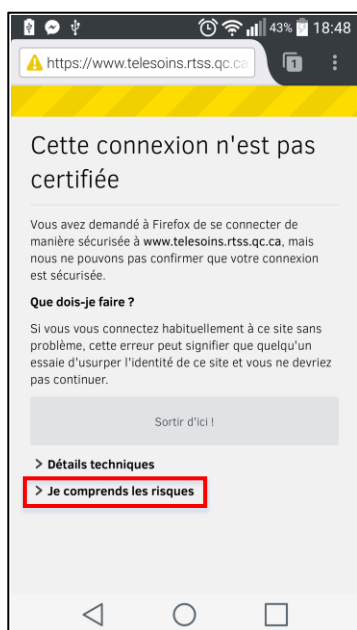 43% 18:48
https://www.telesoins.rtss.qc.ca 1
Cette connexion n'est pas
certifiée
Vous avez demandé à Firefox de se connecter de
manière sécurisée à www.telesoins.rtss.qc.ca, mais
nous ne pouvons pas confirmer que votre connexion
est sécurisée.
Que dois-je faire ?
Si vous vous connectez habituellement à ce site sans
problème, cette erreur peut signifier que quelqu'un
essaie d'usurper l'identité de ce site et vous ne devriez
pas continuer.
Sortir d'ici !
> Détails techniques
> Je comprends les risques